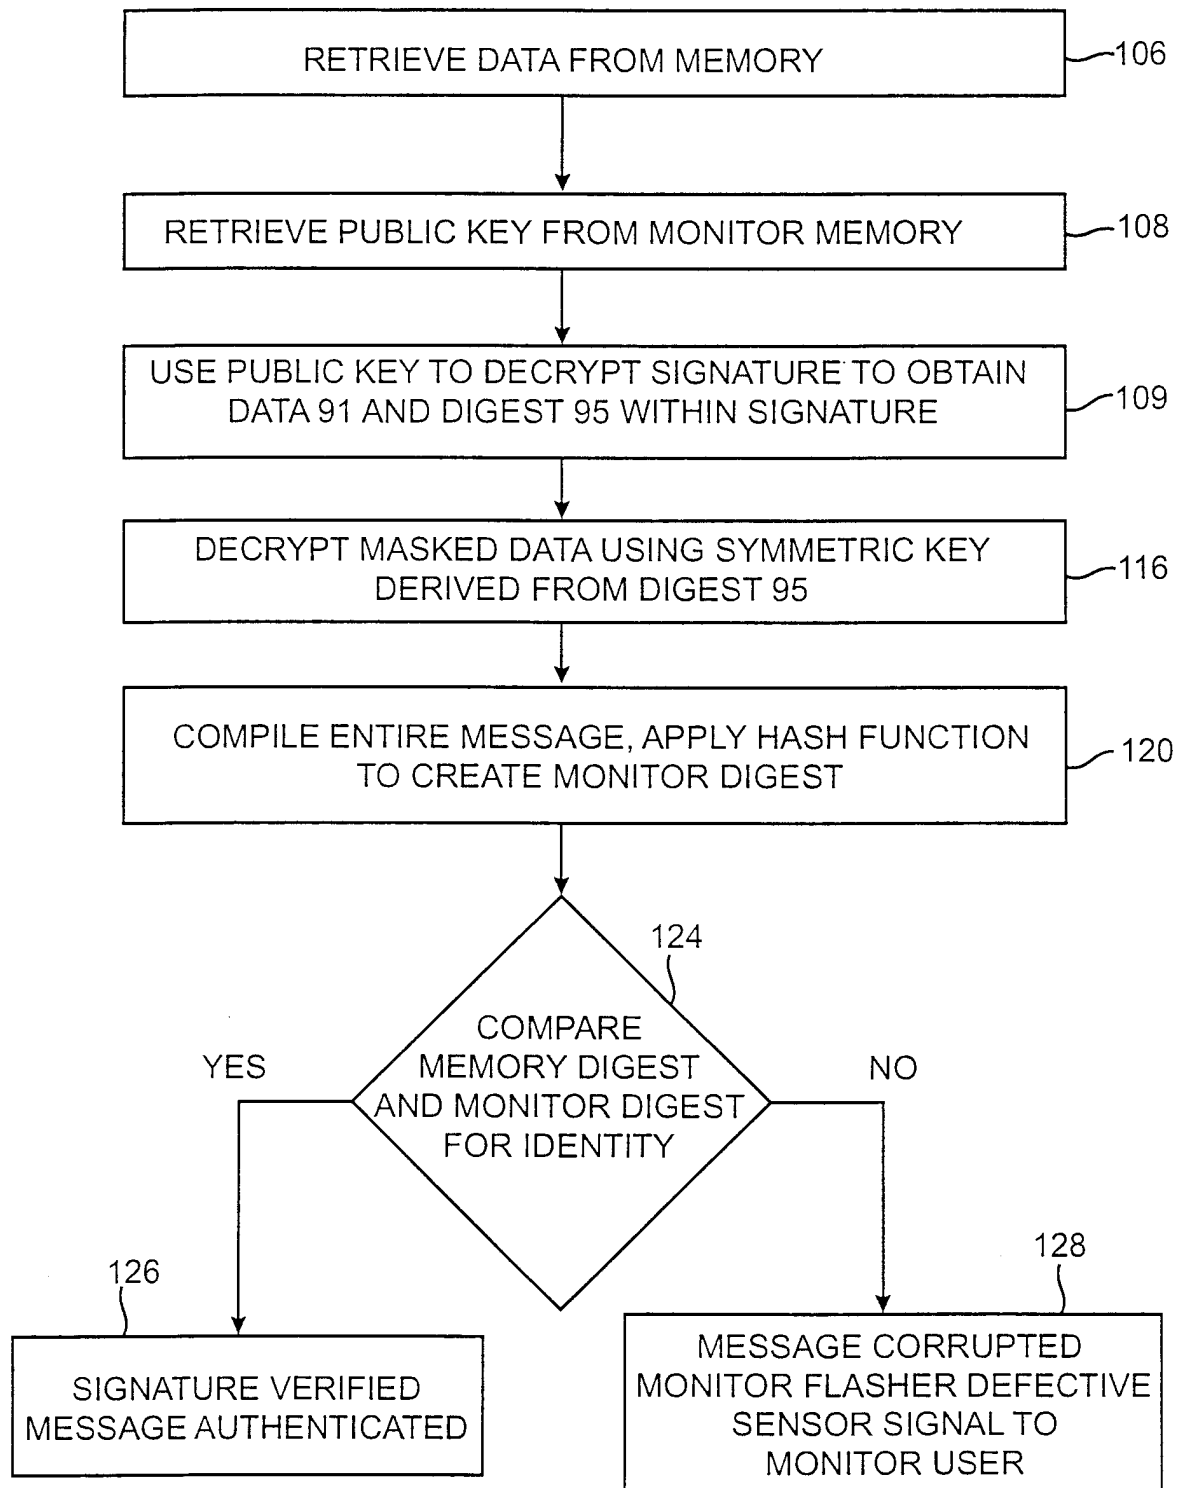 RETRIEVE DATA FROM MEMORY
106
RETRIEVE PUBLIC KEY FROM MONITOR MEMORY
108
USE PUBLIC KEY TO DECRYPT SIGNATURE TO OBTAIN
DATA 91 AND DIGEST 95 WITHIN SIGNATURE
109
DECRYPT MASKED DATA USING SYMMETRIC KEY
DERIVED FROM DIGEST 95
116
COMPILE ENTIRE MESSAGE, APPLY HASH FUNCTION
TO CREATE MONITOR DIGEST
120
124
COMPARE
MEMORY DIGEST
AND MONITOR DIGEST
FOR IDENTITY
YES
NO
126
SIGNATURE VERIFIED
MESSAGE AUTHENTICATED
128
MESSAGE CORRUPTED
MONITOR FLASHER DEFECTIVE
SENSOR SIGNAL TO
MONITOR USER